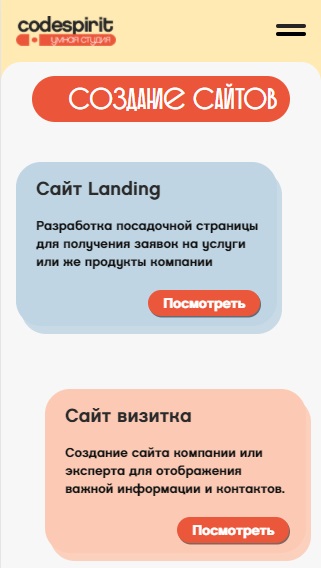 codespirit
умная студия
СОЗДАНИЕ САЙТОВ
Сайт Landing
Разработка посадочной страницы
для получения заявок на услуги
или же продукты компании
Посмотреть
Сайт визитка
Создание сайта компании или
эксперта для отображения
важной информации и контактов.
Посмотреть